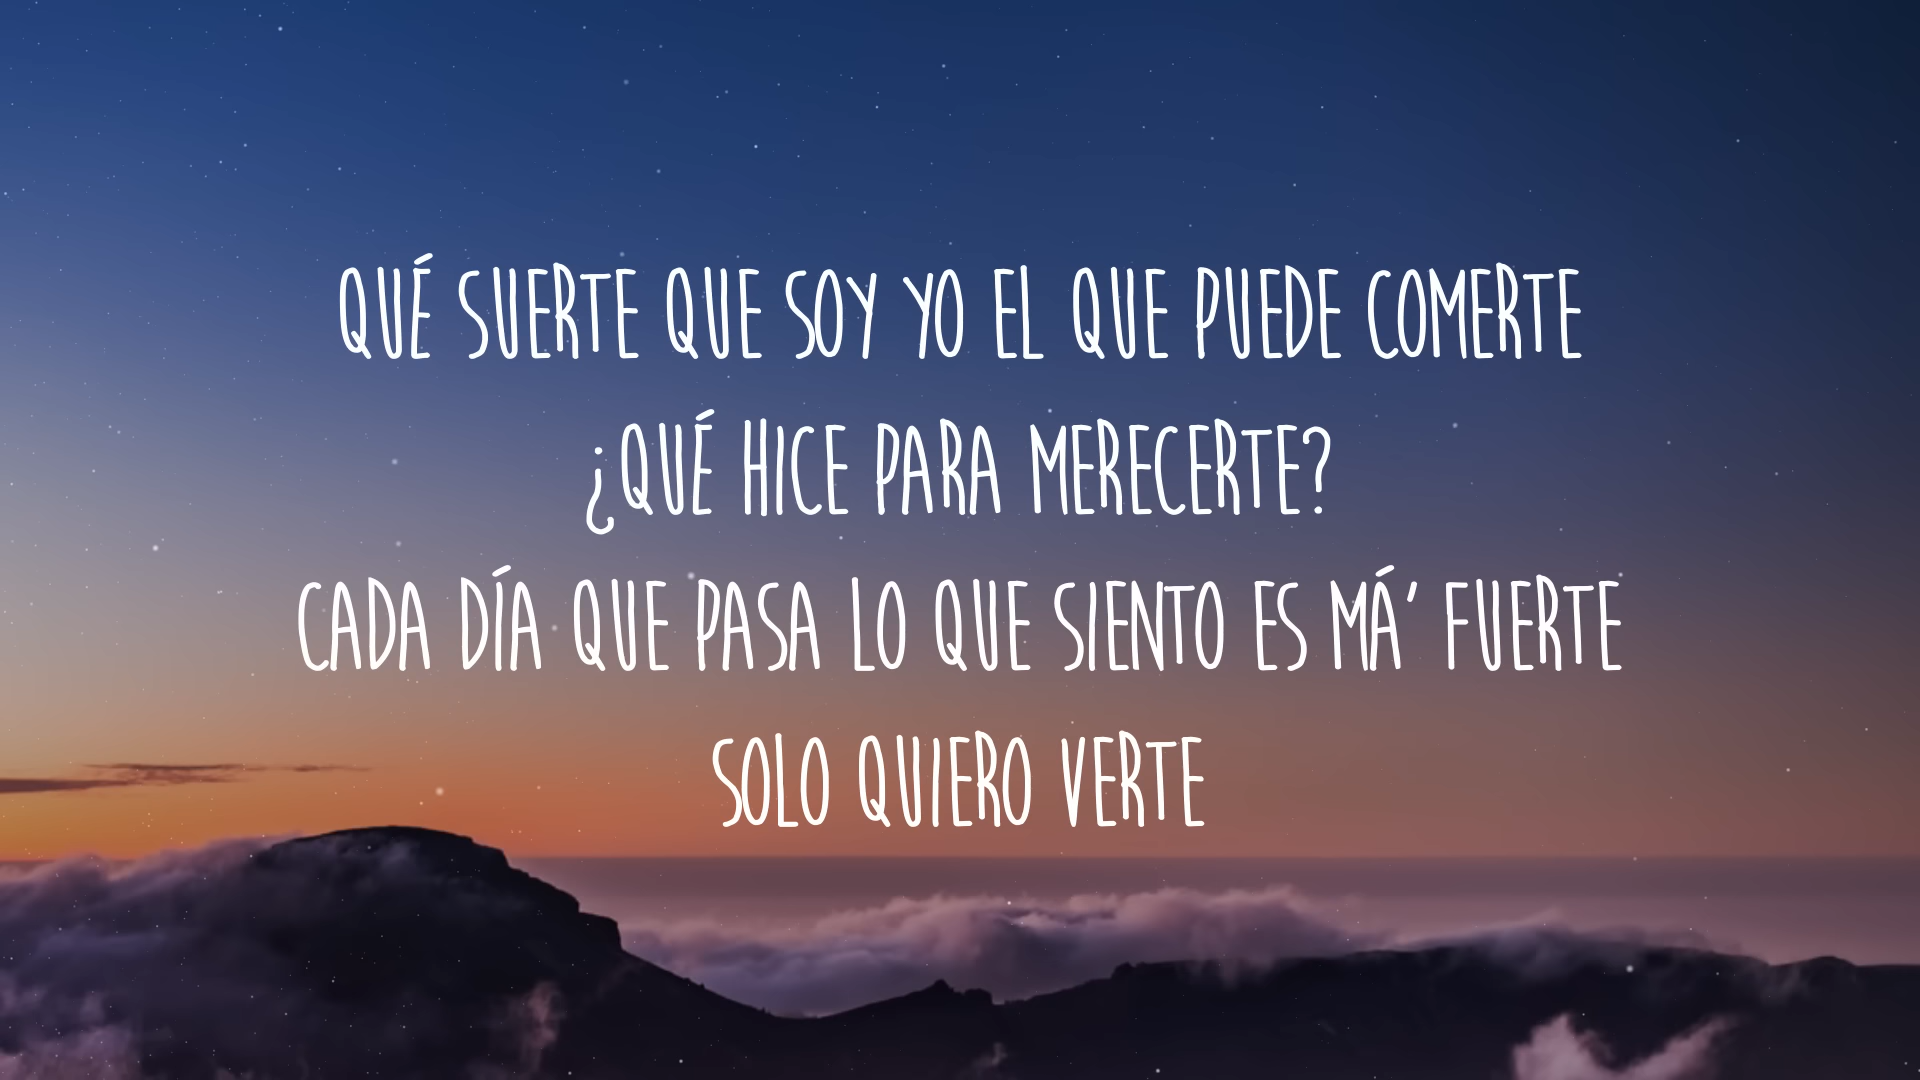 QUÉ SUERTE QUE SOY YO EL QUE PUEDE COMERTE
¿QUÉ HICE PARA MERECERTE?
CADA DÍA QUE PASA LO QUE SIENTO ES MÁ' FUERTE
SOLO QUIERO VERTE